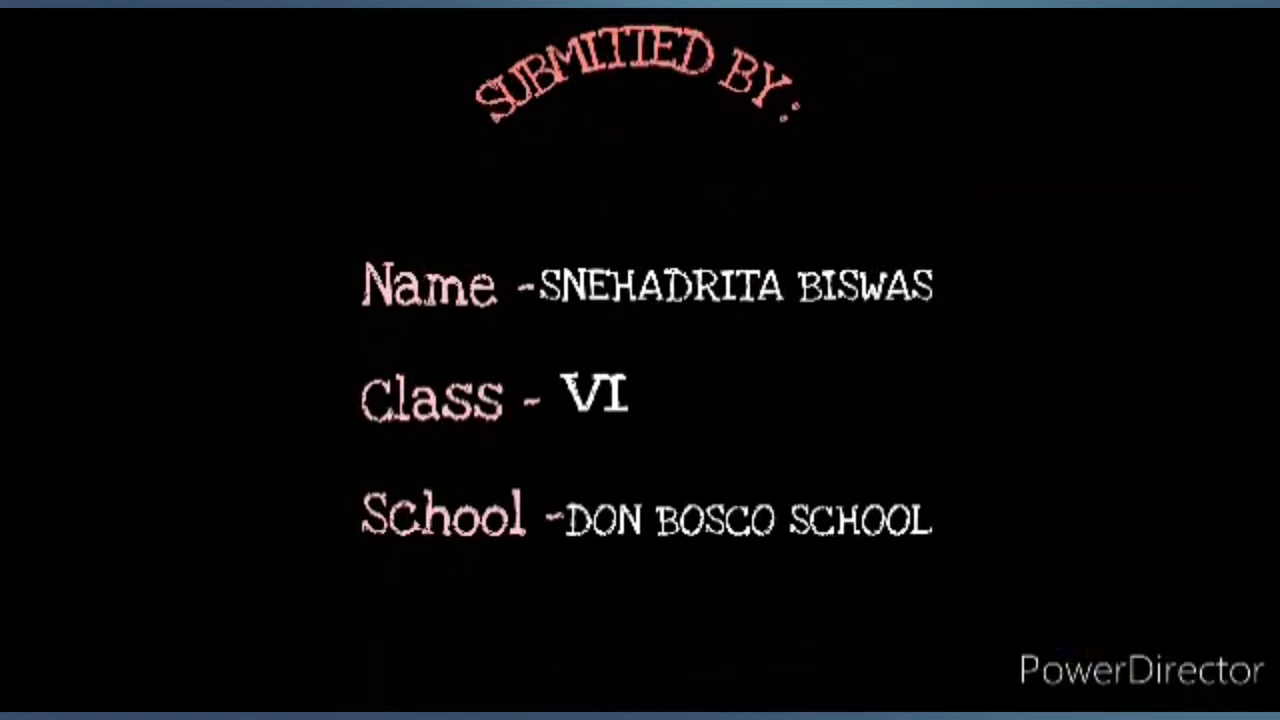 SUBMITTED BY:
Name -SNEHADRITA BISWAS
Class - VI
School -DON BOSCO SCHOOL
PowerDirector